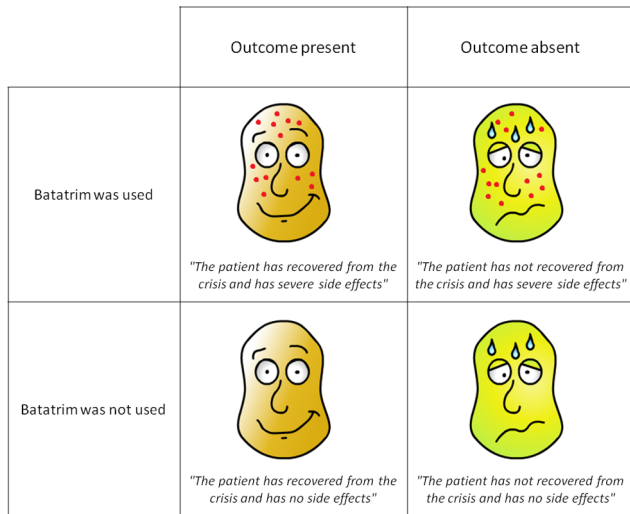 Outcome present
Outcome absent
Batatrim was used
"The patient has recovered from the
crisis and has severe side effects"
"The patient has not recovered from
the crisis and has severe side effects"
Batatrim was not used
"The patient has recovered from the
crisis and has no side effects"
"The patient has not recovered from
the crisis and has no side effects"